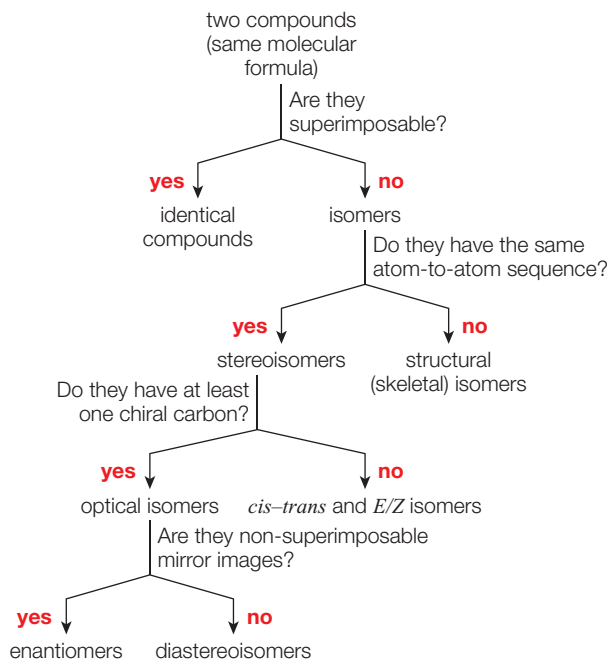 two compounds
(same molecular
formula)
Are they
superimposable?
yes
no
identical
compounds
isomers
Do they have the same
atom-to-atom sequence?
yes
no
stereoisomers
structural
(skeletal) isomers
Do they have at least
one chiral carbon?
yes
no
optical isomers
cis–trans and E/Z isomers
Are they non-superimposable
mirror images?
yes
no
enantiomers
diastereoisomers